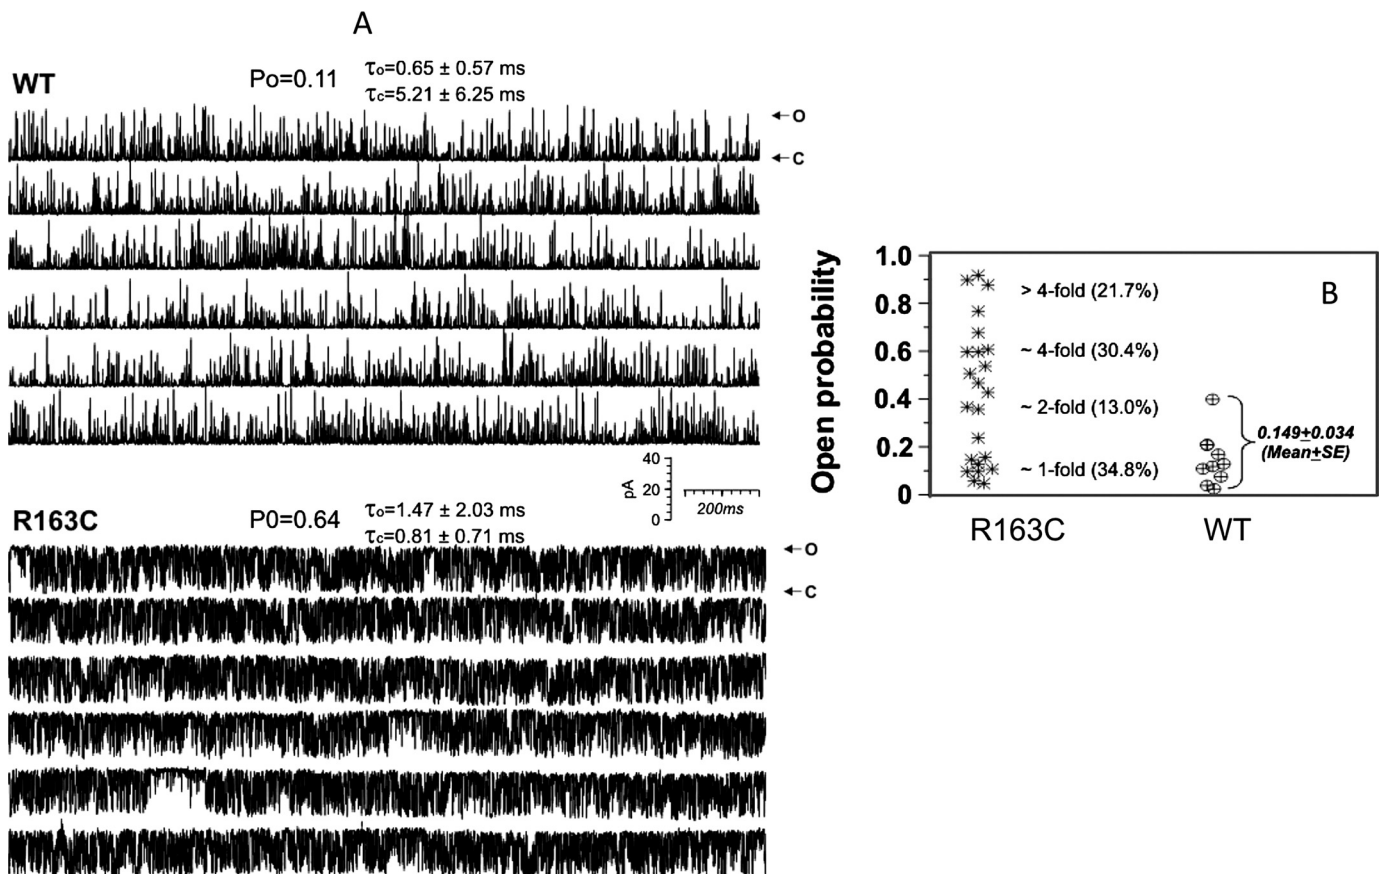 A
WT
Po=0.11
τo=0.65 ± 0.57 ms
τc=5.21 ± 6.25 ms
O
C
40
20
0
pA
200ms
R163C
P0=0.64
τo=1.47 ± 2.03 ms
τc=0.81 ± 0.71 ms
O
C
B
Open probability
1.0
0.8
0.6
0.4
0.2
0
> 4-fold (21.7%)
~ 4-fold (30.4%)
~ 2-fold (13.0%)
~ 1-fold (34.8%)
0.149±0.034
(Mean±SE)
R163C
WT